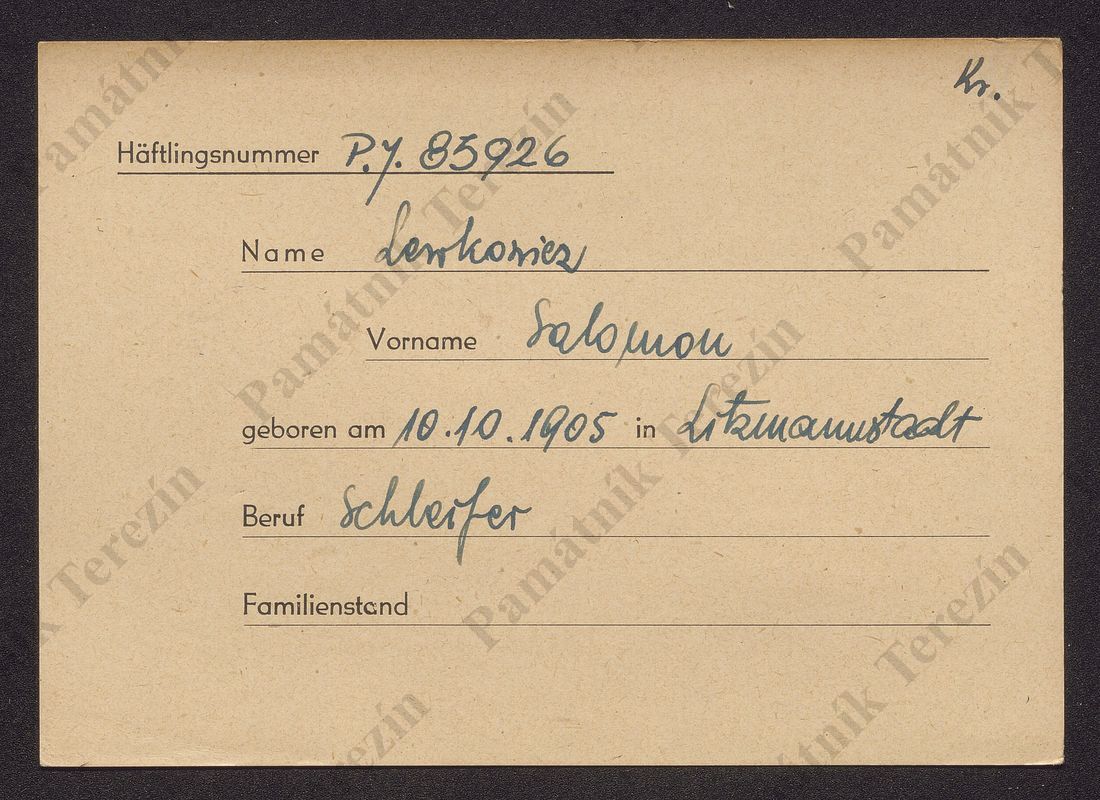 Kr.
Häftlingsnummer P.J. 85926
Name Lewkowicz
Vorname Salomon
geboren am 10.10.1905 in Litzmannstadt
Beruf Schleifer
Familienstand
Památník Terezín